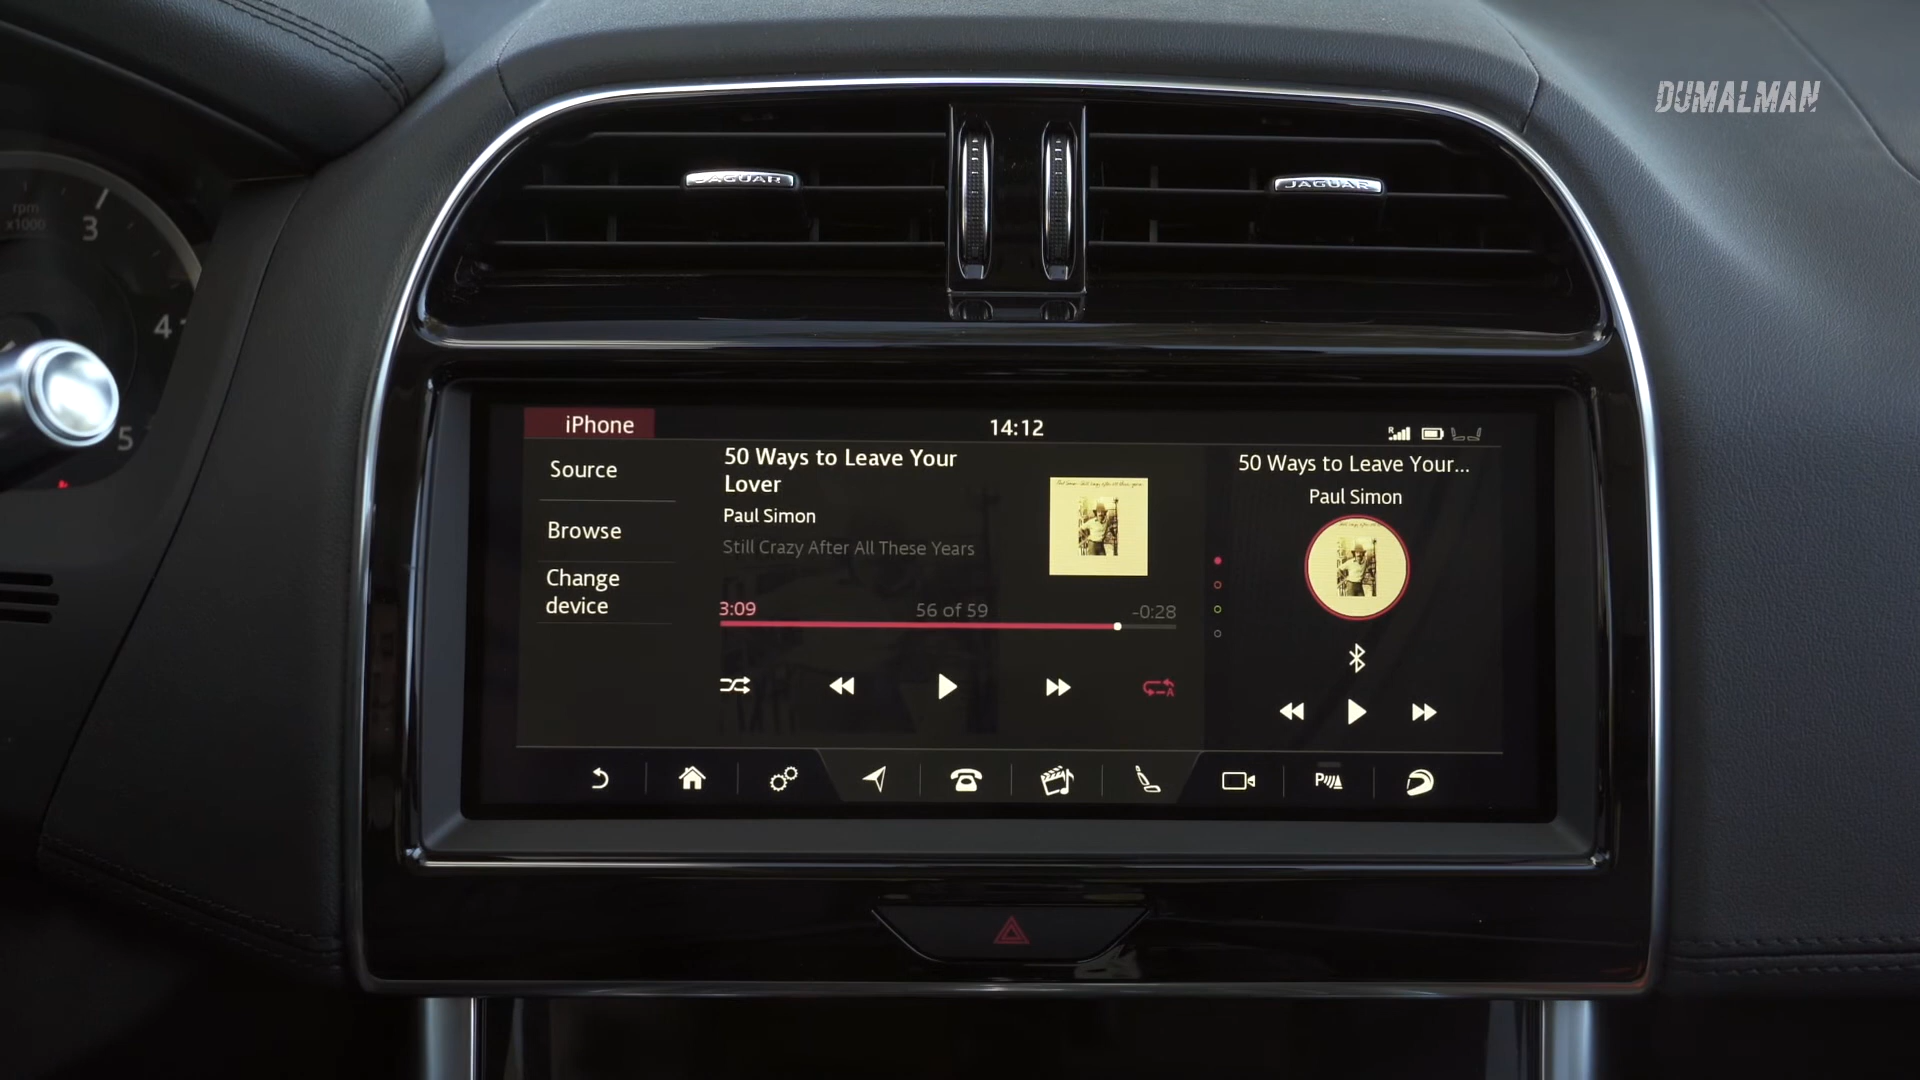 DUMALMAN
JAGUAR
JAGUAR
rpm
x1000
3
4
5
iPhone
14:12
R
Source
Browse
Change
device
50 Ways to Leave Your
Lover
Paul Simon
Still Crazy After All These Years
3:09
56 of 59
-0:28
A
50 Ways to Leave Your...
Paul Simon
P